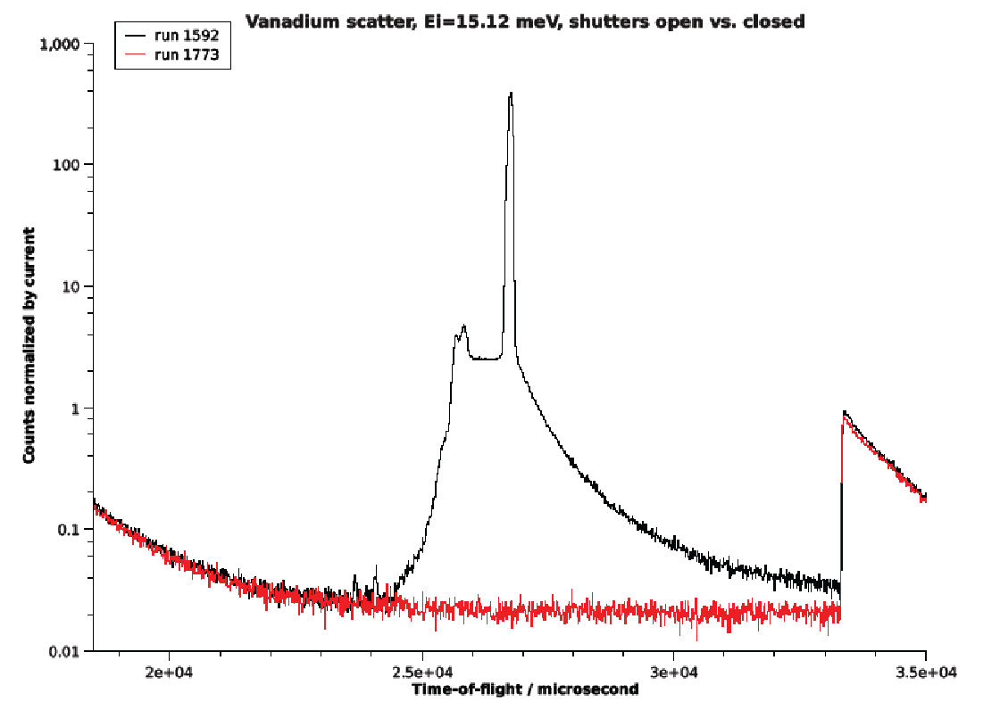 Vanadium scatter, Ei=15.12 meV, shutters open vs. closed
run 1592
run 1773
Counts normalized by current
1,000
100
10
1
0.1
0.01
2e+04 2.5e+04 3e+04 3.5e+04
Time-of-flight / microsecond